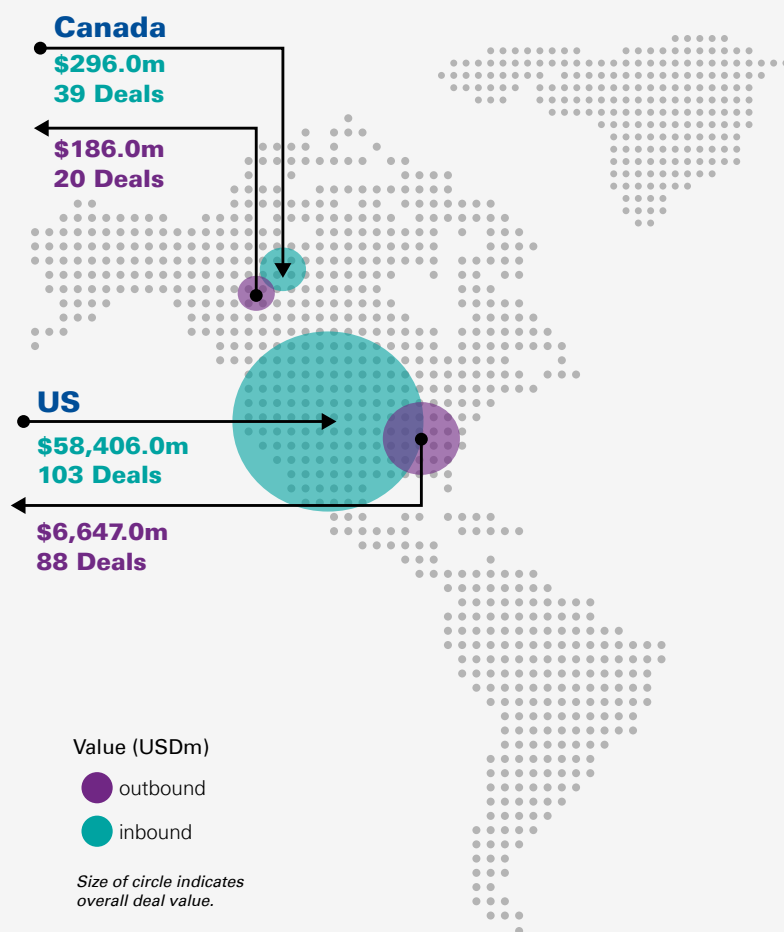 Canada
$296.0m
39 Deals
$186.0m
20 Deals
US
$58,406.0m
103 Deals
$6,647.0m
88 Deals
Value (USDm)
outbound
inbound
Size of circle indicates
overall deal value.